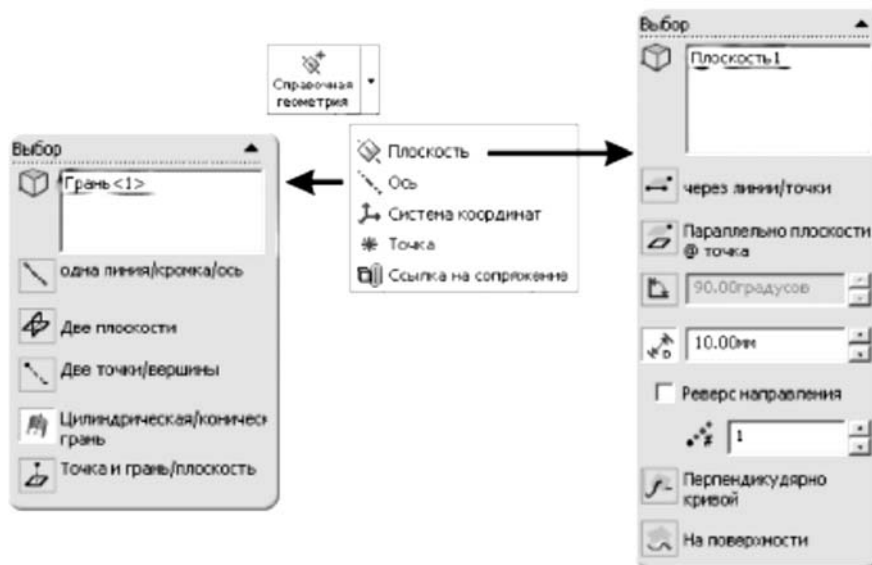 Справочная
геометрия
Выбор
Грань<1>
одна линия/кромка/ось
Две плоскости
Две точки/вершины
Цилиндрическая/коническ
грань
Точка и грань/плоскость
Плоскость
Ось
Система координат
Точка
Ссылка на сопряжение
Выбор
Плоскость1
через линии/точки
Параллельно плоскости
@ точка
90.00градусов
10.00мм
Реверс направления
1
Перпендикулярно
кривой
На поверхности